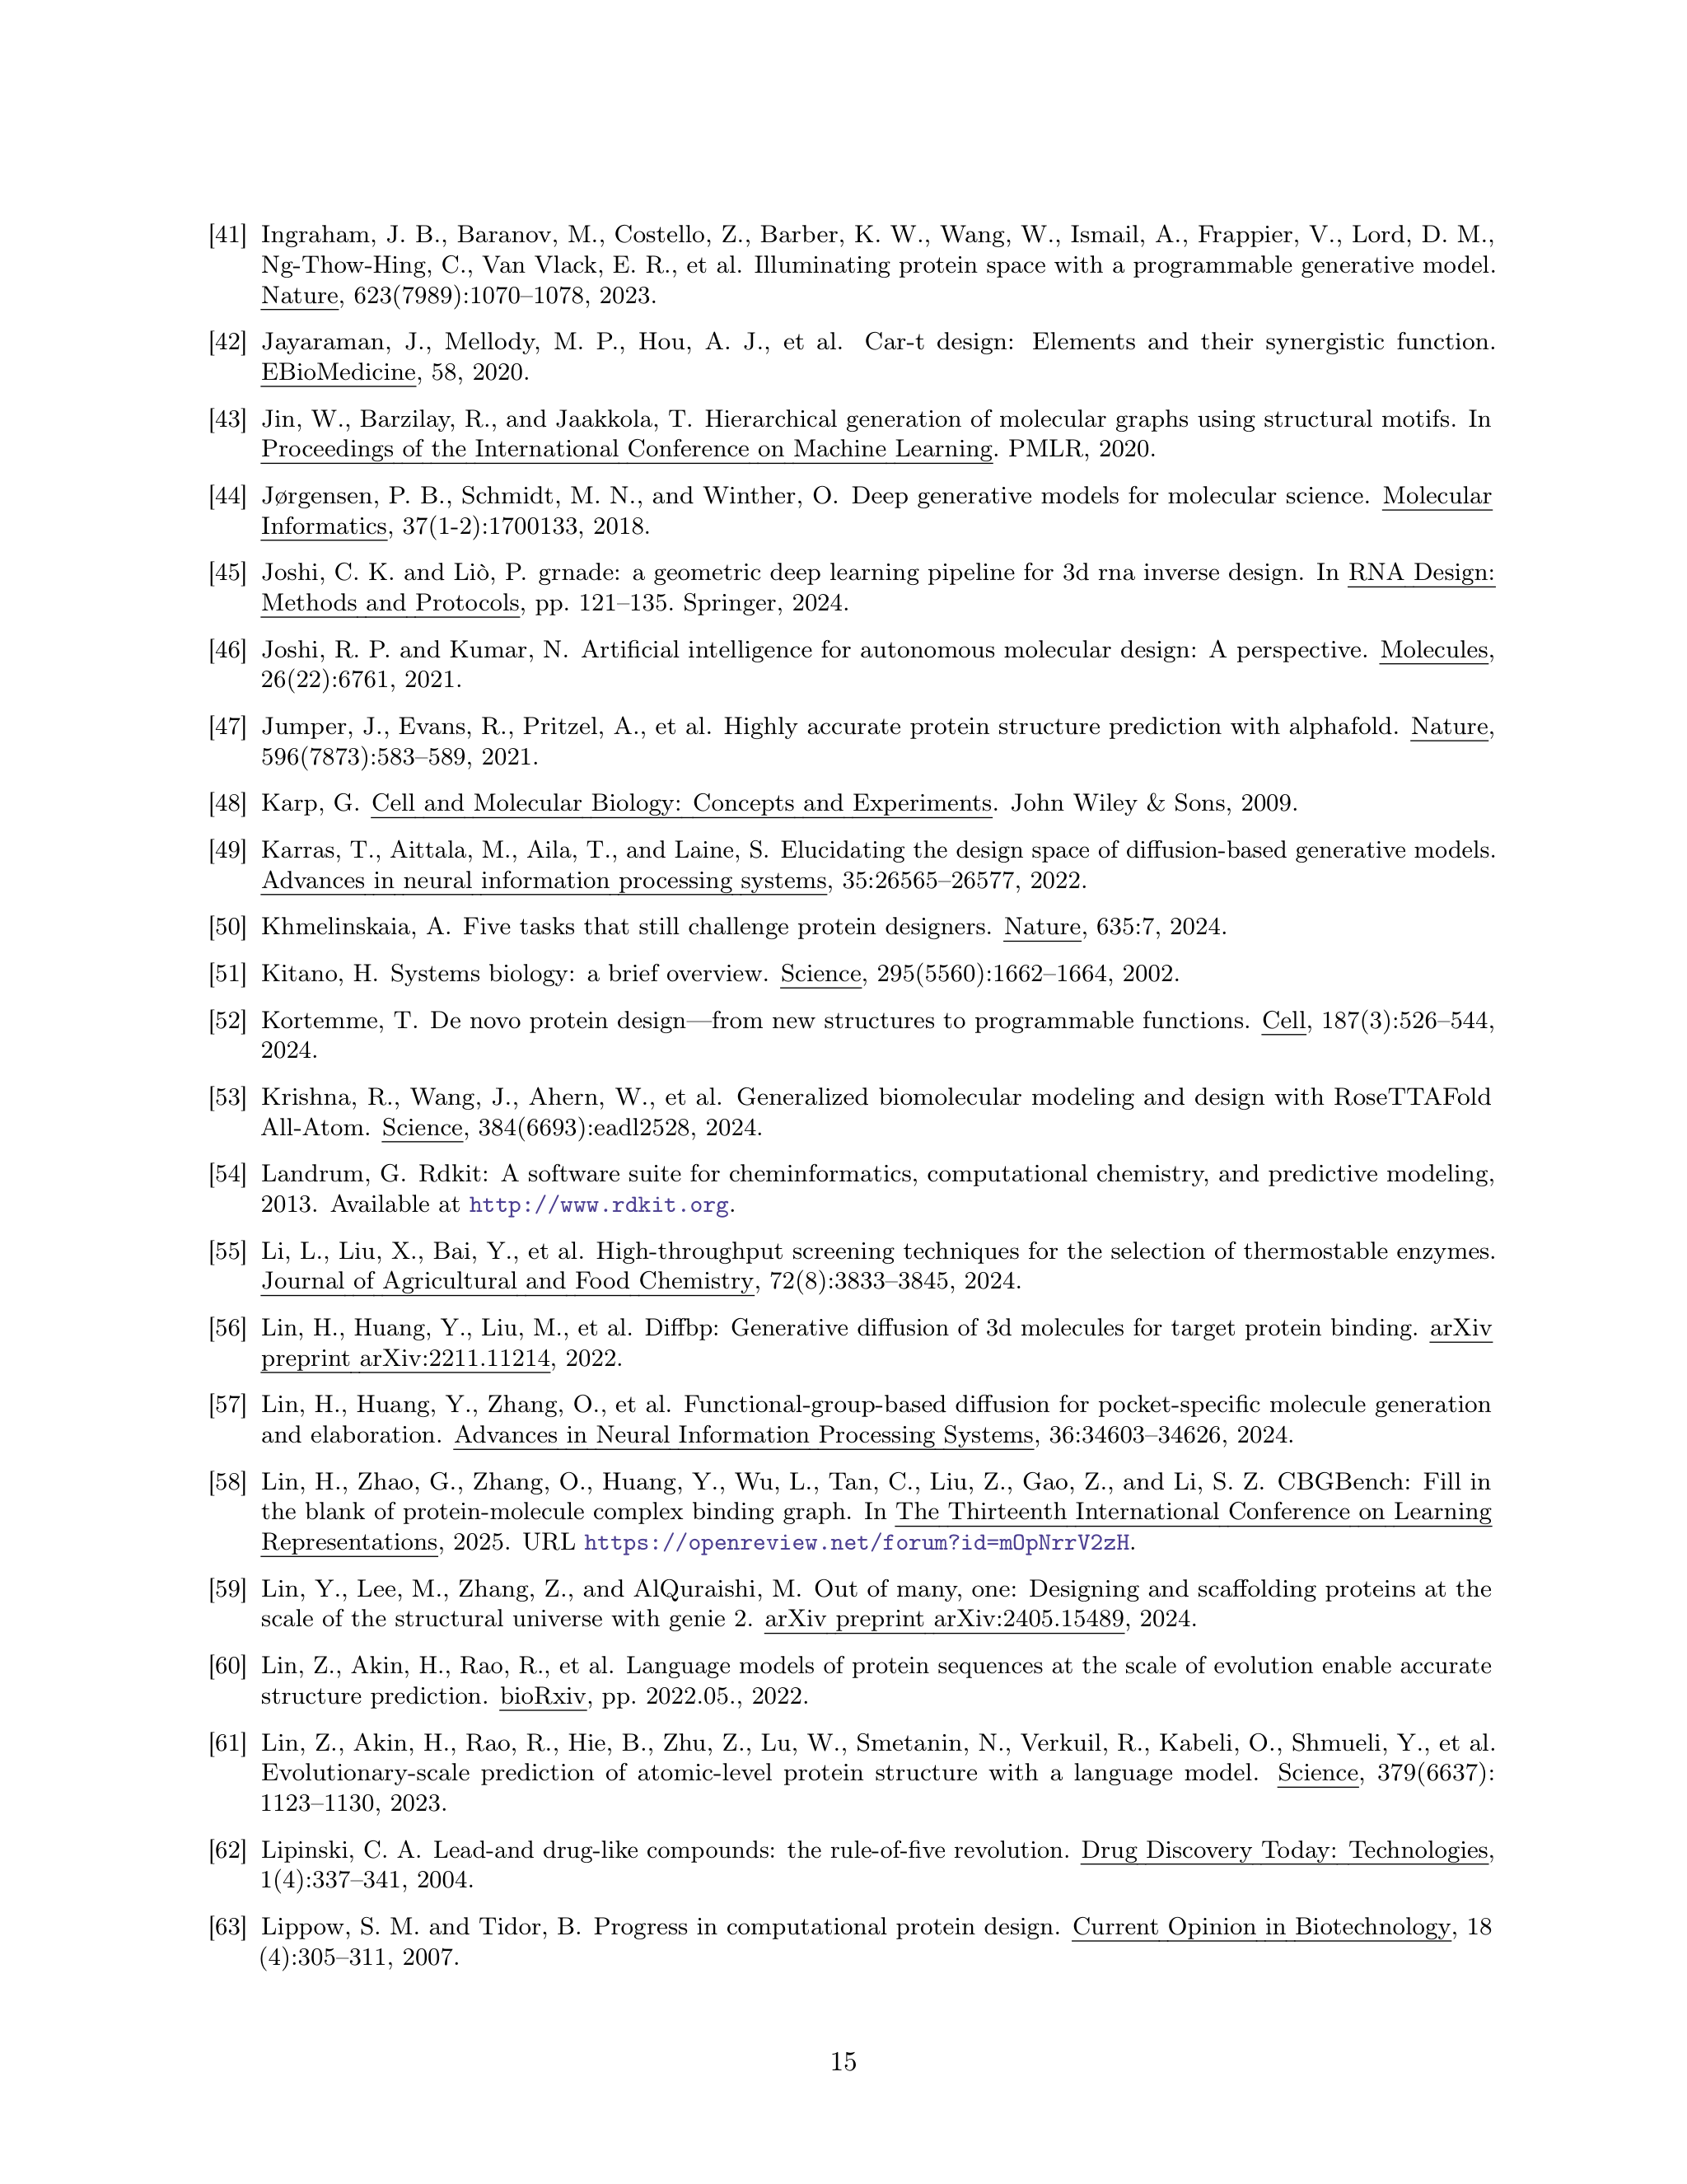 [41] Ingraham, J. B., Baranov, M., Costello, Z., Barber, K. W., Wang, W., Ismail, A., Frappier, V., Lord, D. M.,
Ng-Thow-Hing, C., Van Vlack, E. R., et al. Illuminating protein space with a programmable generative model.
Nature, 623(7989):1070–1078, 2023.
[42] Jayaraman, J., Mellody, M. P., Hou, A. J., et al. Car-t design: Elements and their synergistic function.
EBioMedicine, 58, 2020.
[43] Jin, W., Barzilay, R., and Jaakkola, T. Hierarchical generation of molecular graphs using structural motifs. In
Proceedings of the International Conference on Machine Learning. PMLR, 2020.
[44] Jørgensen, P. B., Schmidt, M. N., and Winther, O. Deep generative models for molecular science. Molecular
Informatics, 37(1-2):1700133, 2018.
[45] Joshi, C. K. and Liò, P. grnade: a geometric deep learning pipeline for 3d rna inverse design. In RNA Design:
Methods and Protocols, pp. 121–135. Springer, 2024.
[46] Joshi, R. P. and Kumar, N. Artificial intelligence for autonomous molecular design: A perspective. Molecules,
26(22):6761, 2021.
[47] Jumper, J., Evans, R., Pritzel, A., et al. Highly accurate protein structure prediction with alphafold. Nature,
596(7873):583–589, 2021.
[48] Karp, G. Cell and Molecular Biology: Concepts and Experiments. John Wiley & Sons, 2009.
[49] Karras, T., Aittala, M., Aila, T., and Laine, S. Elucidating the design space of diffusion-based generative models.
Advances in neural information processing systems, 35:26565–26577, 2022.
[50] Khmelinskaia, A. Five tasks that still challenge protein designers. Nature, 635:7, 2024.
[51] Kitano, H. Systems biology: a brief overview. Science, 295(5560):1662–1664, 2002.
[52] Kortemme, T. De novo protein design—from new structures to programmable functions. Cell, 187(3):526–544,
2024.
[53] Krishna, R., Wang, J., Ahern, W., et al. Generalized biomolecular modeling and design with RoseTTAFold
All-Atom. Science, 384(6693):eadl2528, 2024.
[54] Landrum, G. Rdkit: A software suite for cheminformatics, computational chemistry, and predictive modeling,
2013. Available at http://www.rdkit.org.
[55] Li, L., Liu, X., Bai, Y., et al. High-throughput screening techniques for the selection of thermostable enzymes.
Journal of Agricultural and Food Chemistry, 72(8):3833–3845, 2024.
[56] Lin, H., Huang, Y., Liu, M., et al. Diffbp: Generative diffusion of 3d molecules for target protein binding. arXiv
preprint arXiv:2211.11214, 2022.
[57] Lin, H., Huang, Y., Zhang, O., et al. Functional-group-based diffusion for pocket-specific molecule generation
and elaboration. Advances in Neural Information Processing Systems, 36:34603–34626, 2024.
[58] Lin, H., Zhao, G., Zhang, O., Huang, Y., Wu, L., Tan, C., Liu, Z., Gao, Z., and Li, S. Z. CBGBench: Fill in
the blank of protein-molecule complex binding graph. In The Thirteenth International Conference on Learning
Representations, 2025. URL https://openreview.net/forum?id=mOpNrrV2zH.
[59] Lin, Y., Lee, M., Zhang, Z., and AlQuraishi, M. Out of many, one: Designing and scaffolding proteins at the
scale of the structural universe with genie 2. arXiv preprint arXiv:2405.15489, 2024.
[60] Lin, Z., Akin, H., Rao, R., et al. Language models of protein sequences at the scale of evolution enable accurate
structure prediction. bioRxiv, pp. 2022.05., 2022.
[61] Lin, Z., Akin, H., Rao, R., Hie, B., Zhu, Z., Lu, W., Smetanin, N., Verkuil, R., Kabeli, O., Shmueli, Y., et al.
Evolutionary-scale prediction of atomic-level protein structure with a language model. Science, 379(6637):
1123–1130, 2023.
[62] Lipinski, C. A. Lead-and drug-like compounds: the rule-of-five revolution. Drug Discovery Today: Technologies,
1(4):337–341, 2004.
[63] Lippow, S. M. and Tidor, B. Progress in computational protein design. Current Opinion in Biotechnology, 18
(4):305–311, 2007.
15